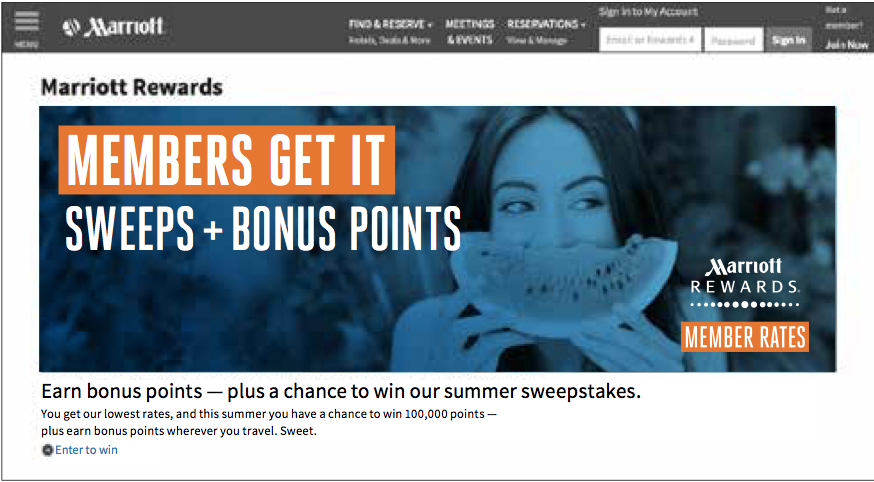 FIND & RESERVE
Hotels, Deals & More
MEETINGS
& EVENTS
RESERVATIONS
View & Manage
Sign In to My Account
Email or Rewards #
Password
Sign In
Not a
member?
Join Now
MENU
Marriott
Marriott Rewards
MEMBERS GET IT
SWEEPS + BONUS POINTS
Marriott
REWARDS.
MEMBER RATES
Earn bonus points — plus a chance to win our summer sweepstakes.
You get our lowest rates, and this summer you have a chance to win 100,000 points —
plus earn bonus points wherever you travel. Sweet.
Enter to win